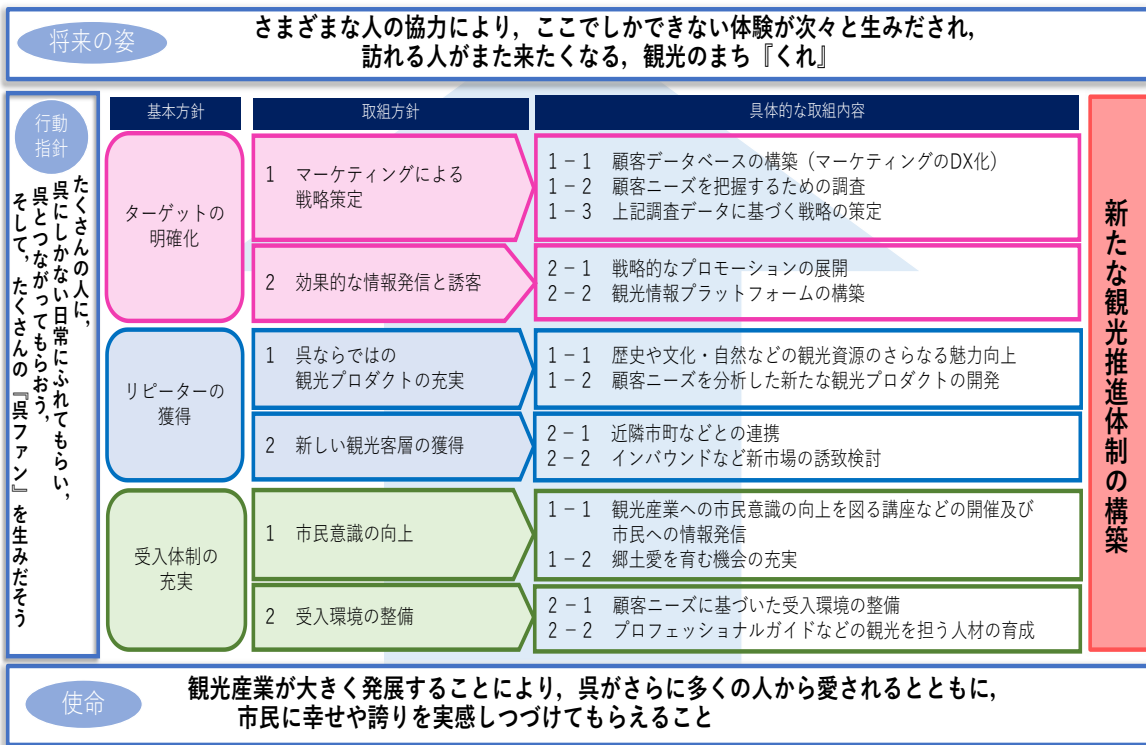 将来の姿
さまざまな人の協力により，ここでしかできない体験が次々と生みだされ，
訪れる人がまた来たくなる，観光のまち『くれ』
行動
指針
たくさんの人に，
呉にしかない日常にふれてもらい，
呉とつながってもらおう，
そして，たくさんの『呉ファン』を生みだそう
基本方針
取組方針
具体的な取組内容
ターゲットの
明確化
1 マーケティングによる
戦略策定
1－1 顧客データベースの構築（マーケティングのDX化）
1－2 顧客ニーズを把握するための調査
1－3 上記調査データに基づく戦略の策定
2 効果的な情報発信と誘客
2－1 戦略的なプロモーションの展開
2－2 観光情報プラットフォームの構築
リピーターの
獲得
1 呉ならではの
観光プロダクトの充実
1－1 歴史や文化・自然などの観光資源のさらなる魅力向上
1－2 顧客ニーズを分析した新たな観光プロダクトの開発
2 新しい観光客層の獲得
2－1 近隣市町などとの連携
2－2 インバウンドなど新市場の誘致検討
受入体制の
充実
1 市民意識の向上
1－1 観光産業への市民意識の向上を図る講座などの開催及び
市民への情報発信
1－2 郷土愛を育む機会の充実
2 受入環境の整備
2－1 顧客ニーズに基づいた受入環境の整備
2－2 プロフェッショナルガイドなどの観光を担う人材の育成
新たな観光推進体制の構築
使命
観光産業が大きく発展することにより，呉がさらに多くの人から愛されるとともに，
市民に幸せや誇りを実感しつづけてもらえること